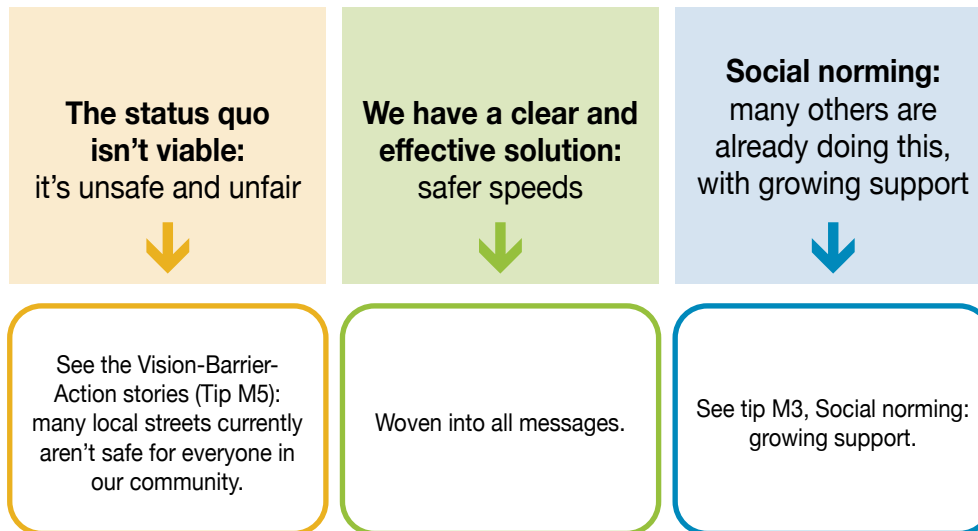 The status quo
isn't viable:
it's unsafe and unfair
We have a clear and
effective solution:
safer speeds
Social norming:
many others are
already doing this,
with growing support
See the Vision-Barrier-
Action stories (Tip M5):
many local streets currently
aren't safe for everyone in
our community.
Woven into all messages.
See tip M3, Social norming:
growing support.